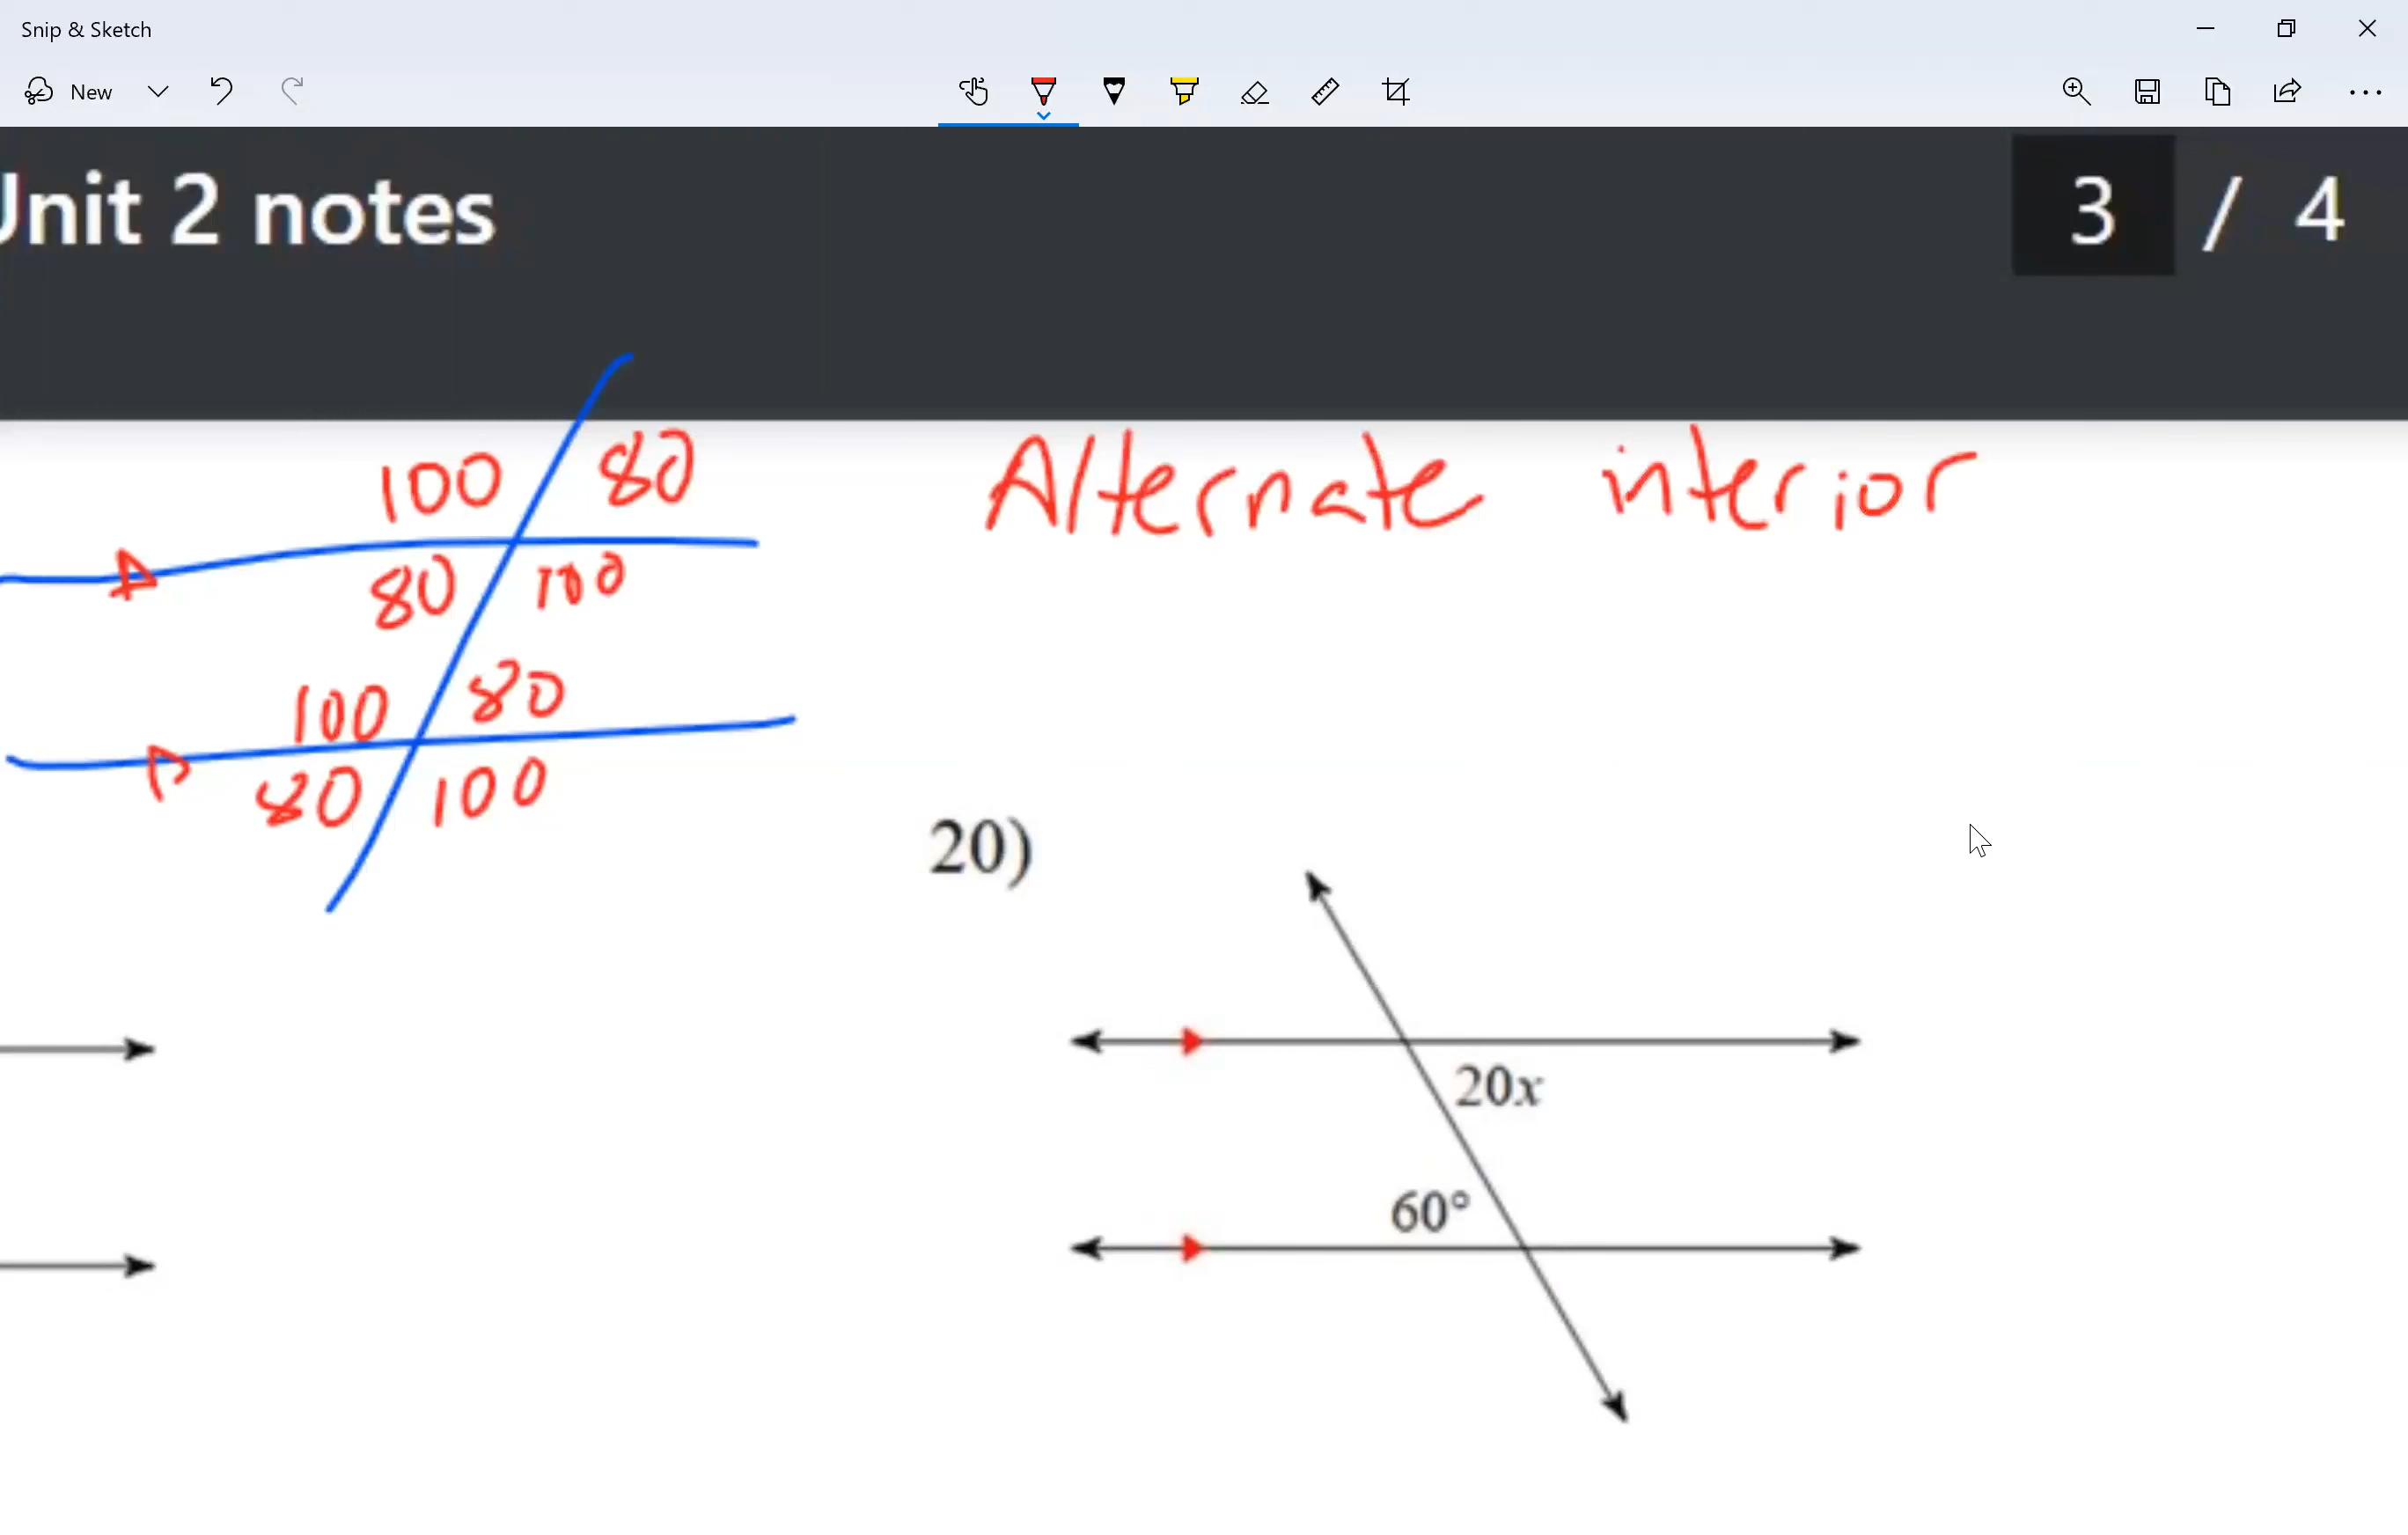 Snip & Sketch
New
Unit 2 notes
3 / 4
100 80
Alternate interior
80 100
100 80
80 100
20)
20x
60°